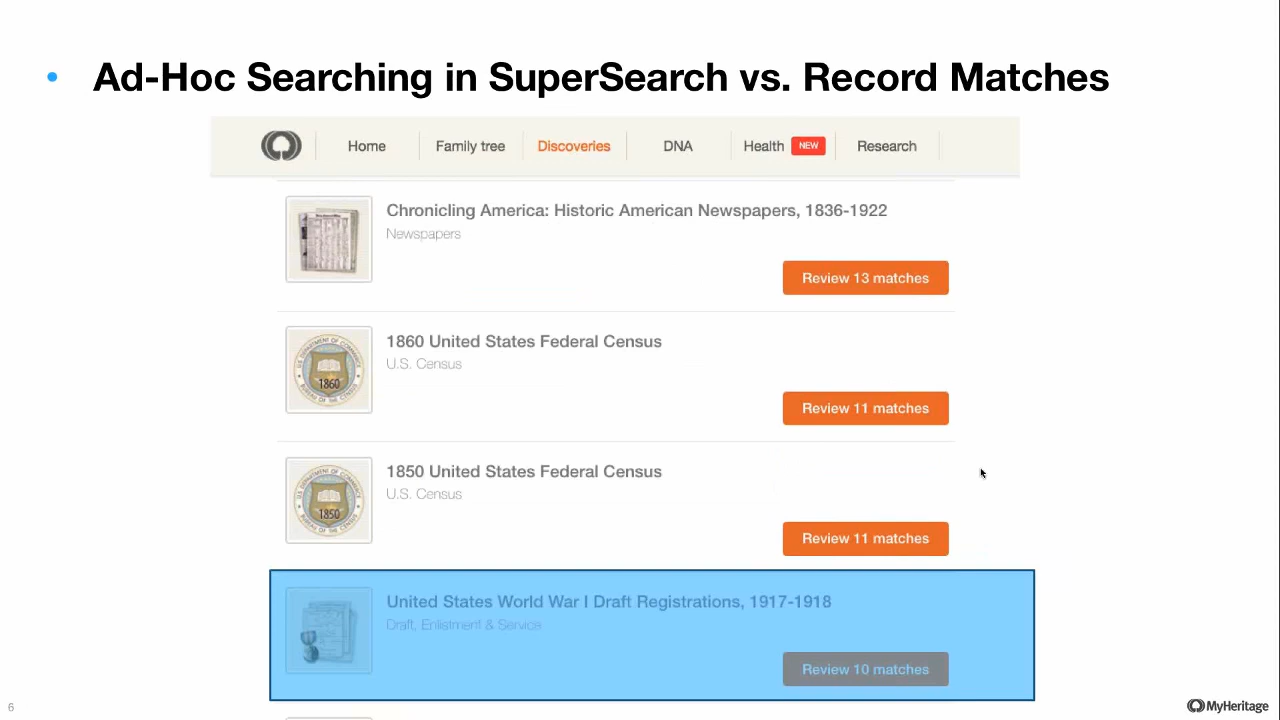 • Ad-Hoc Searching in SuperSearch vs. Record Matches
Home Family tree Discoveries DNA Health NEW Research
Chronicling America: Historic American Newspapers, 1836-1922
Newspapers
Review 13 matches
1860 United States Federal Census
U.S. Census
1860
Review 11 matches
1850 United States Federal Census
U.S. Census
1850
Review 11 matches
United States World War I Draft Registrations, 1917-1918
Draft, Enlistment & Service
Review 10 matches
6
MyHeritage